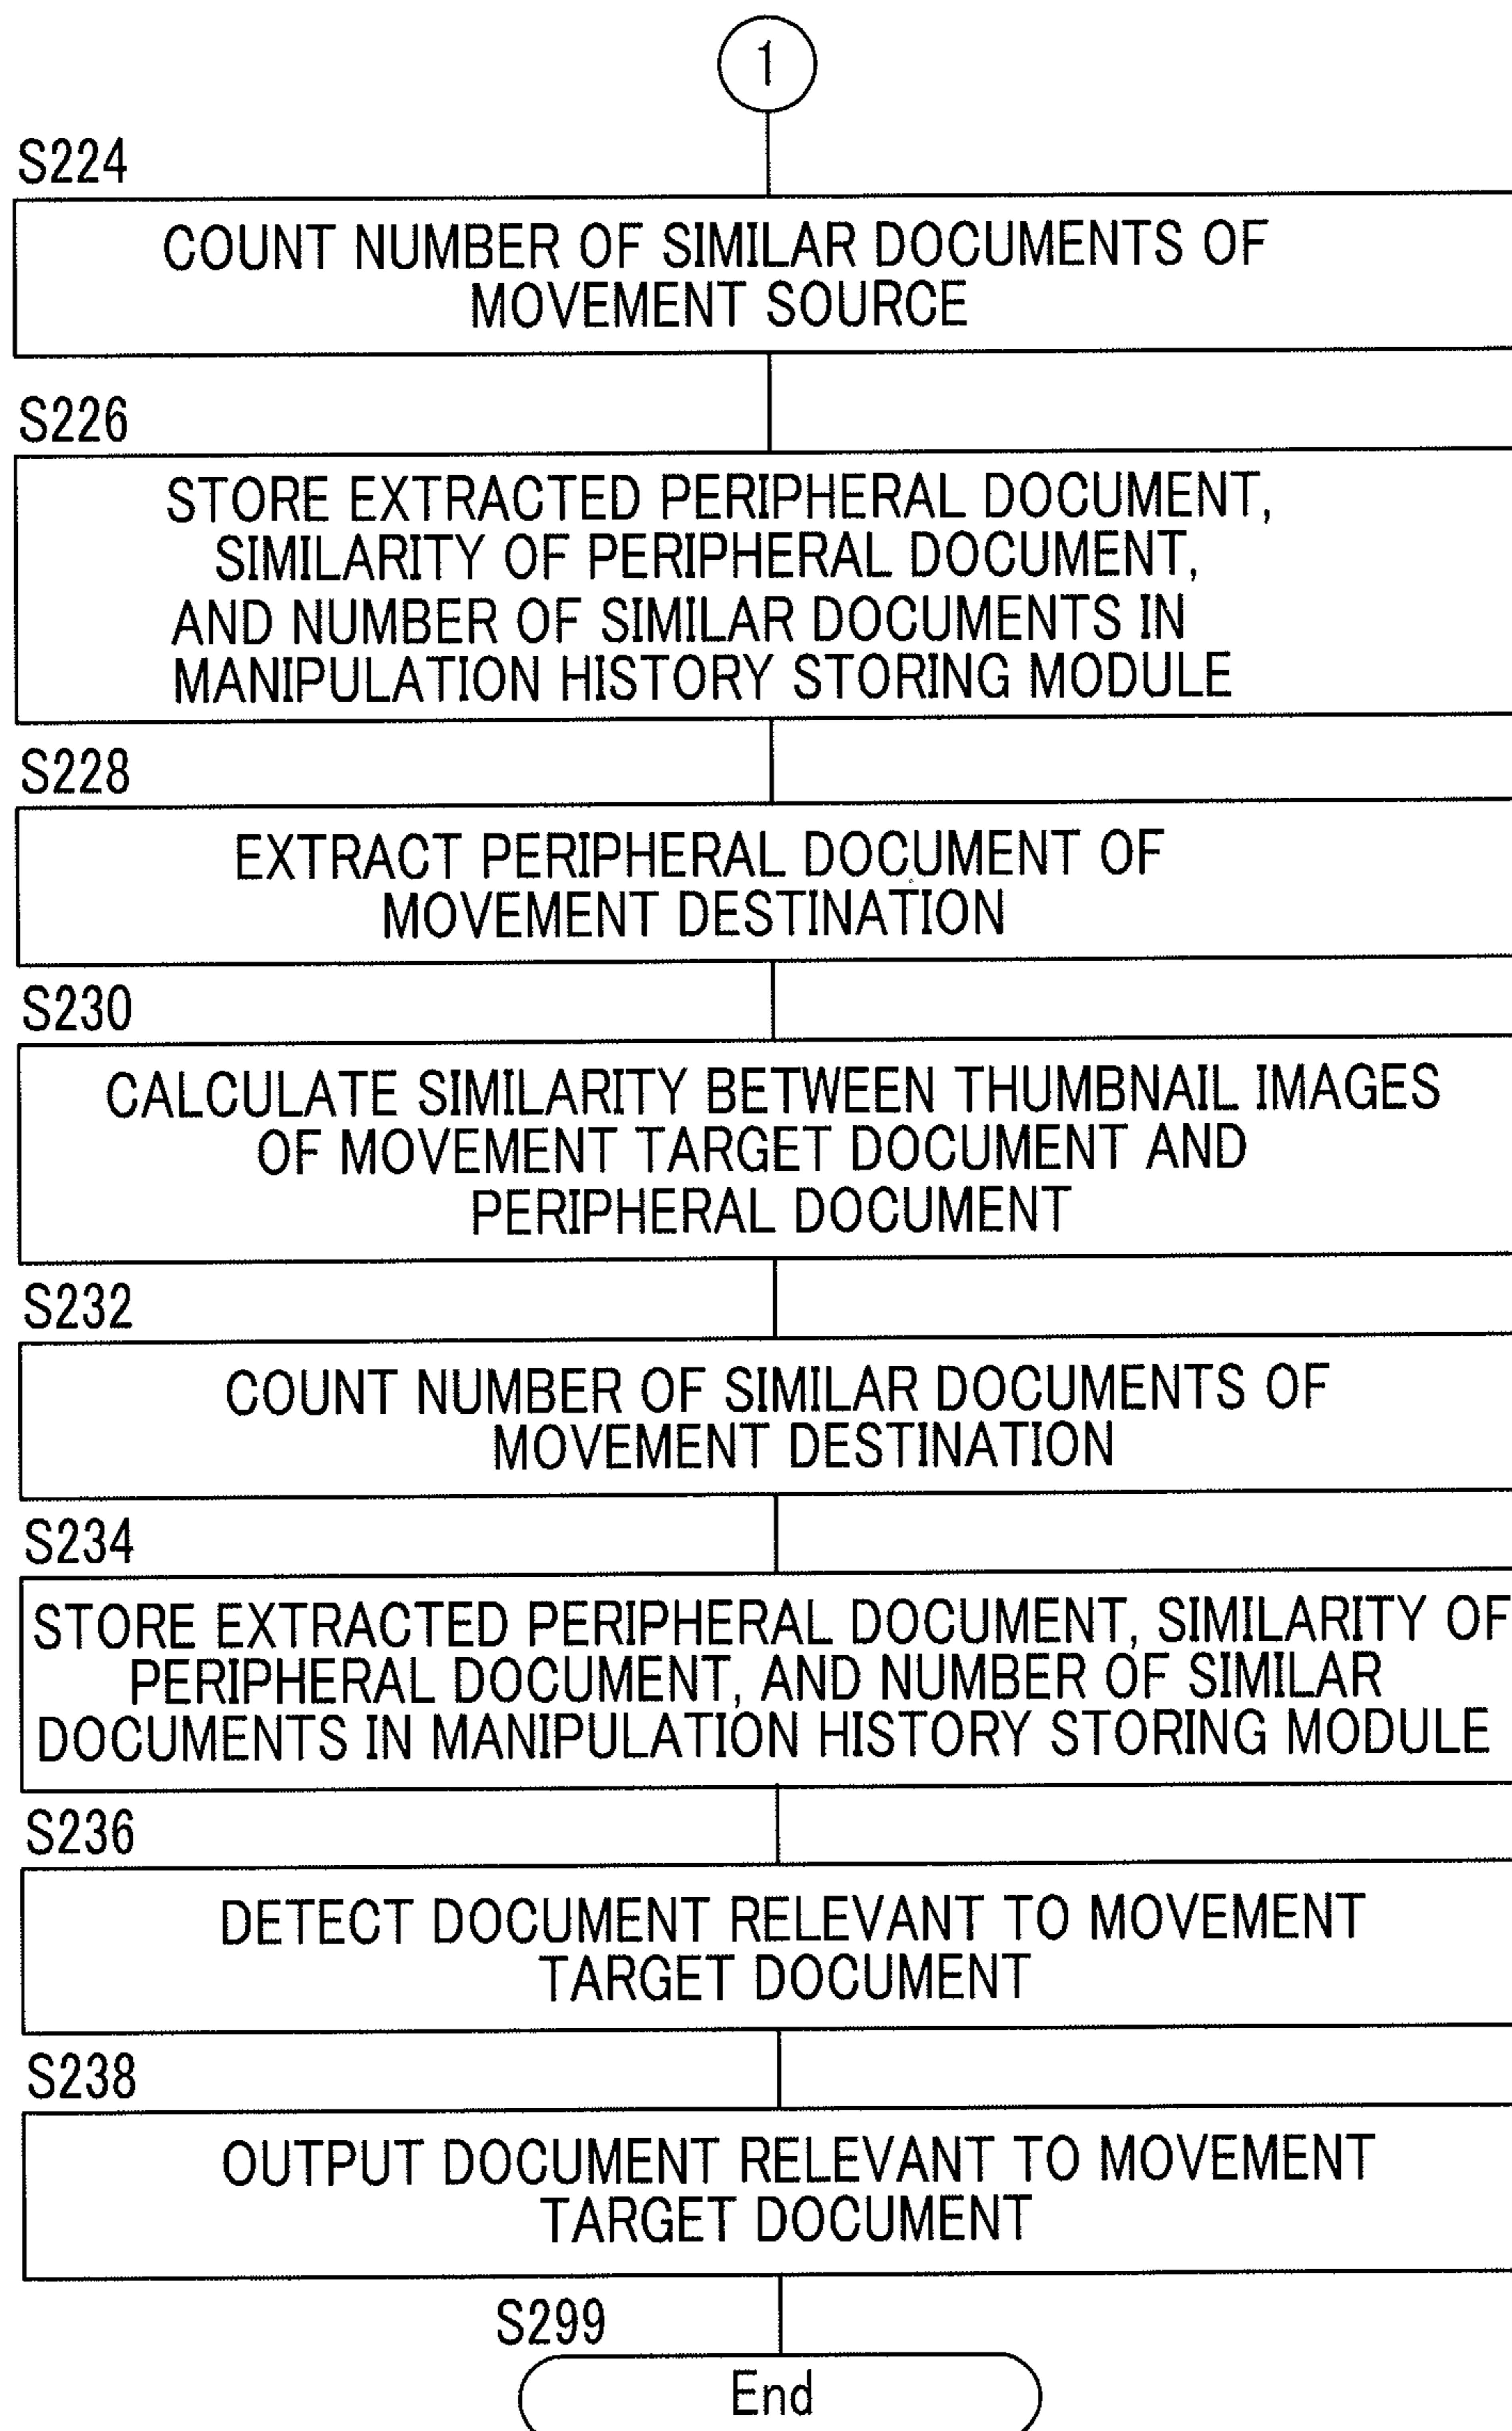 1
S224
COUNT NUMBER OF SIMILAR DOCUMENTS OF
MOVEMENT SOURCE
S226
STORE EXTRACTED PERIPHERAL DOCUMENT,
SIMILARITY OF PERIPHERAL DOCUMENT,
AND NUMBER OF SIMILAR DOCUMENTS IN
MANIPULATION HISTORY STORING MODULE
S228
EXTRACT PERIPHERAL DOCUMENT OF
MOVEMENT DESTINATION
S230
CALCULATE SIMILARITY BETWEEN THUMBNAIL IMAGES
OF MOVEMENT TARGET DOCUMENT AND
PERIPHERAL DOCUMENT
S232
COUNT NUMBER OF SIMILAR DOCUMENTS OF
MOVEMENT DESTINATION
S234
STORE EXTRACTED PERIPHERAL DOCUMENT, SIMILARITY OF
PERIPHERAL DOCUMENT, AND NUMBER OF SIMILAR
DOCUMENTS IN MANIPULATION HISTORY STORING MODULE
S236
DETECT DOCUMENT RELEVANT TO MOVEMENT
TARGET DOCUMENT
S238
OUTPUT DOCUMENT RELEVANT TO MOVEMENT
TARGET DOCUMENT
S299
End